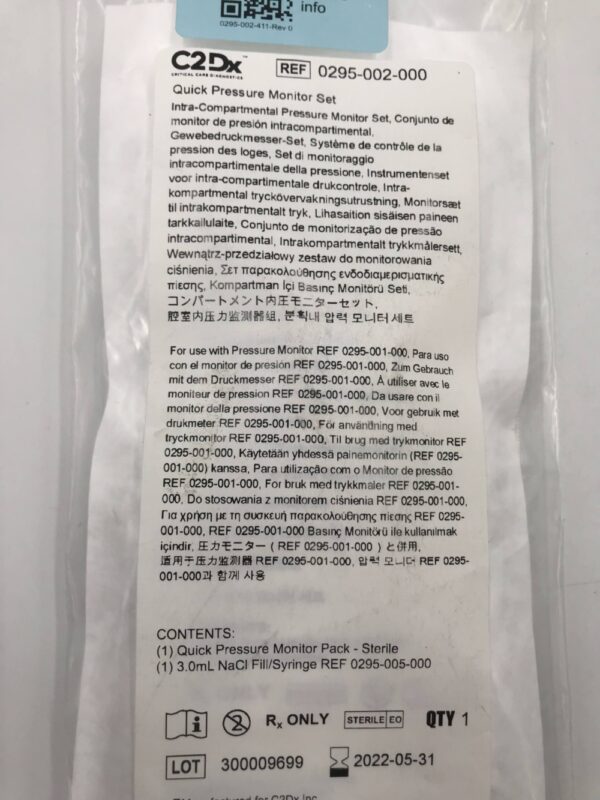 info
0295-002-411-Rev 0
C2Dx™
CRITICAL CARE DIAGNOSTICS
REF 0295-002-000
Quick Pressure Monitor Set
Intra-Compartmental Pressure Monitor Set, Conjunto de
monitor de presión intracompartimental,
Gewebedruckmesser-Set, Système de contrôle de la
pression des loges, Set di monitoraggio
intracompartimentale della pressione, Instrumentenset
voor intra-compartimentale drukcontrole, Intra-
kompartmental tryckövervakningsutrustning, Monitorsæt
til intrakompartmentalt tryk, Lihasaition sisäisen paineen
tarkkailulaite, Conjunto de monitorização de pressão
intracompartimental, Intrakompartmentalt trykkmålersett,
Wewnątrz-przedziałowy zestaw do monitorowania
ciśnienia, Σετ παρακολούθησης ενδοδιαμερισματικής
πίεσης, Kompartman İçi Basınç Monitörü Seti,
コンパートメント内圧モニターセット,
腔室内压力监测器组, 분획내 압력 모니터 세트
For use with Pressure Monitor REF 0295-001-000, Para uso
con el monitor de presión REF 0295-001-000, Zum Gebrauch
mit dem Druckmesser REF 0295-001-000, À utiliser avec le
moniteur de pression REF 0295-001-000, Da usare con il
monitor della pressione REF 0295-001-000, Voor gebruik met
drukmeter REF 0295-001-000, För användning med
tryckmonitor REF 0295-001-000, Til brug med trykmonitor REF
0295-001-000, Käytetään yhdessä painemonitorin (REF 0295-
001-000) kanssa, Para utilização com o Monitor de pressão
REF 0295-001-000, For bruk med trykkmåler REF 0295-001-
000, Do stosowania z monitorem ciśnienia REF 0295-001-000,
Για χρήση με τη συσκευή παρακολούθησης πίεσης REF 0295-
001-000, REF 0295-001-000 Basınç Monitörü ile kullanılmak
içindir, 圧力モニター ( REF 0295-001-000 ) と併用,
适用于压力监测器 REF 0295-001-000, 압력 모니터 REF 0295-
001-000과 함께 사용
CONTENTS:
(1) Quick Pressure Monitor Pack - Sterile
(1) 3.0mL NaCl Fill/Syringe REF 0295-005-000
i 2 Rx ONLY STERILE EO QTY 1
LOT 300009699 2022-05-31
for C2Dx Inc